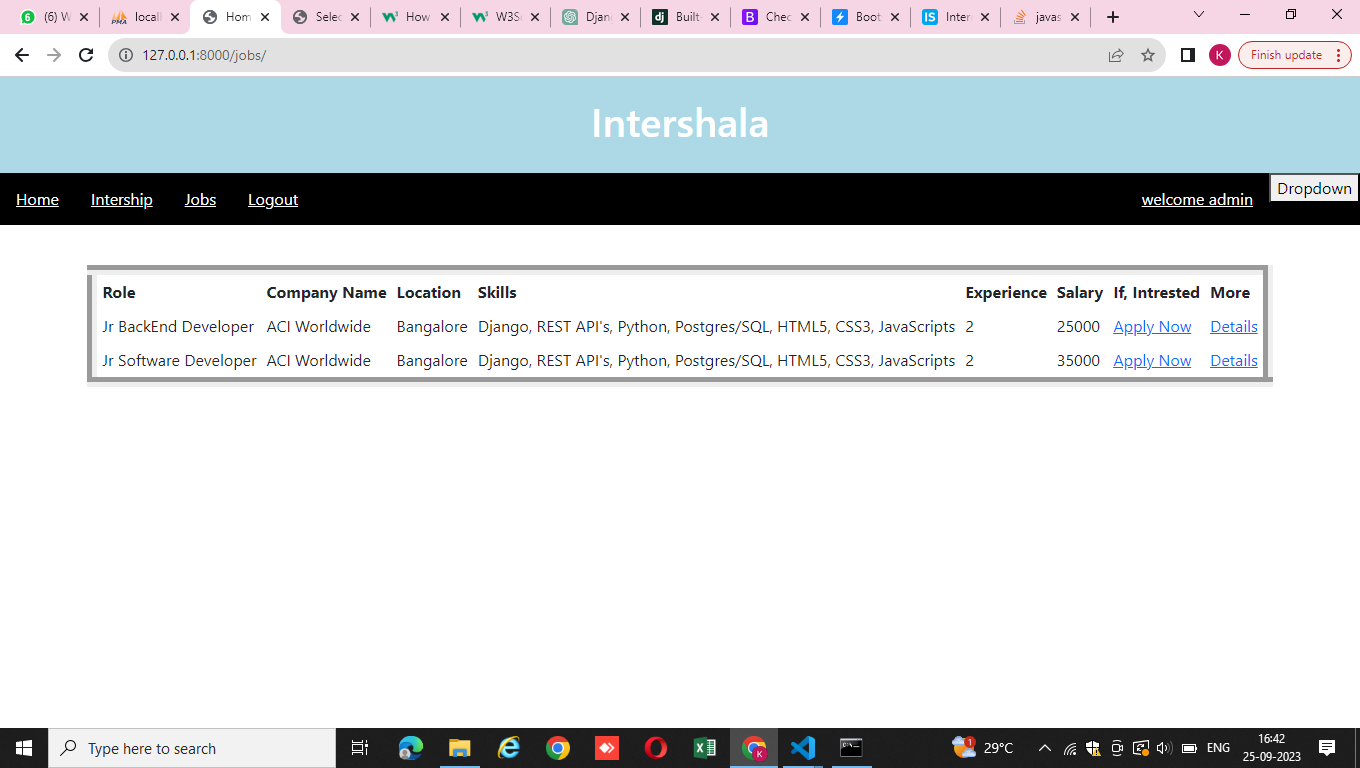 (6) W
locall
Hom
Selec
How
W3S
Djan
Built-
Chec
Boot
Inter
javas
127.0.0.1:8000/jobs/
K
Finish update
Intershala
Home Intership Jobs Logout welcome admin Dropdown
Role Company Name Location Skills Experience Salary If, Intrested More
Jr BackEnd Developer ACI Worldwide Bangalore Django, REST API's, Python, Postgres/SQL, HTML5, CSS3, JavaScripts 2 25000 Apply Now Details
Jr Software Developer ACI Worldwide Bangalore Django, REST API's, Python, Postgres/SQL, HTML5, CSS3, JavaScripts 2 35000 Apply Now Details
Type here to search
29°C
ENG
16:42
25-09-2023